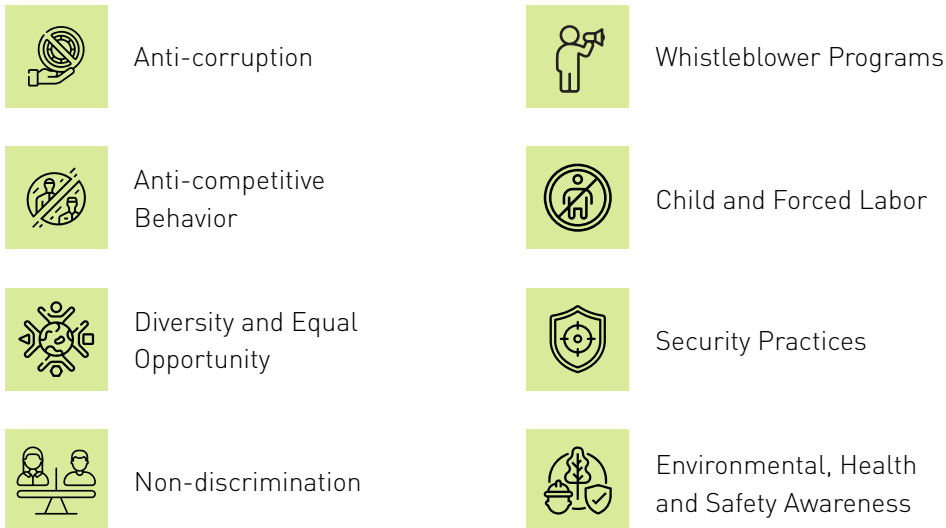 Anti-corruption
Anti-competitive
Behavior
Diversity and Equal
Opportunity
Non-discrimination
Whistleblower Programs
Child and Forced Labor
Security Practices
Environmental, Health
and Safety Awareness